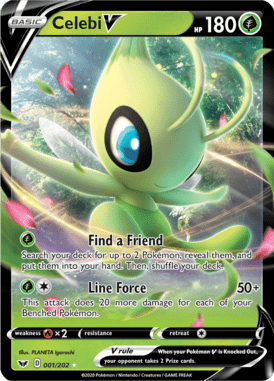 BASIC Celebi V HP 180
Find a Friend
Search your deck for up to 2 Pokémon, reveal them, and
put them into your hand. Then, shuffle your deck.
Line Force 50+
This attack does 20 more damage for each of your
Benched Pokémon.
weakness ×2 resistance retreat
V rule When your Pokémon V is Knocked Out,
your opponent takes 2 Prize cards.
Illus. PLANETA Igarashi
D 001/202
©2020 Pokémon / Nintendo / Creatures / GAME FREAK